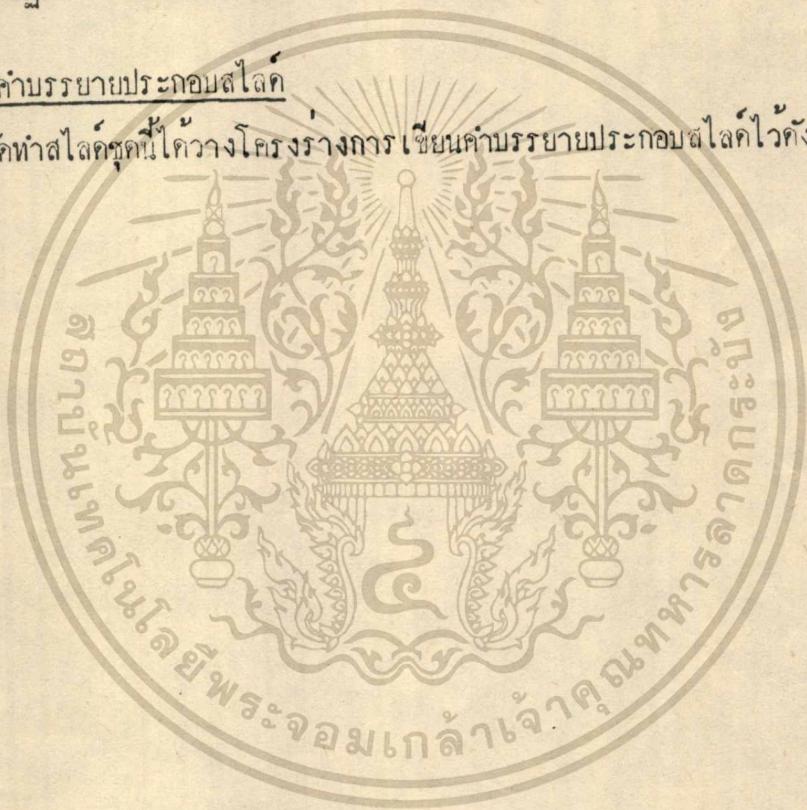 คำบรรยายประกอบสไลด์
ดทำสไลด์ชุดนี้ได้วางโครงร่างการเขียนคำบรรยายประกอบสไลด์ไว้ดัง
สถาบันเทคโนโลยีพระจอมเกล้าเจ้าคุณทหารลาดกระบัง